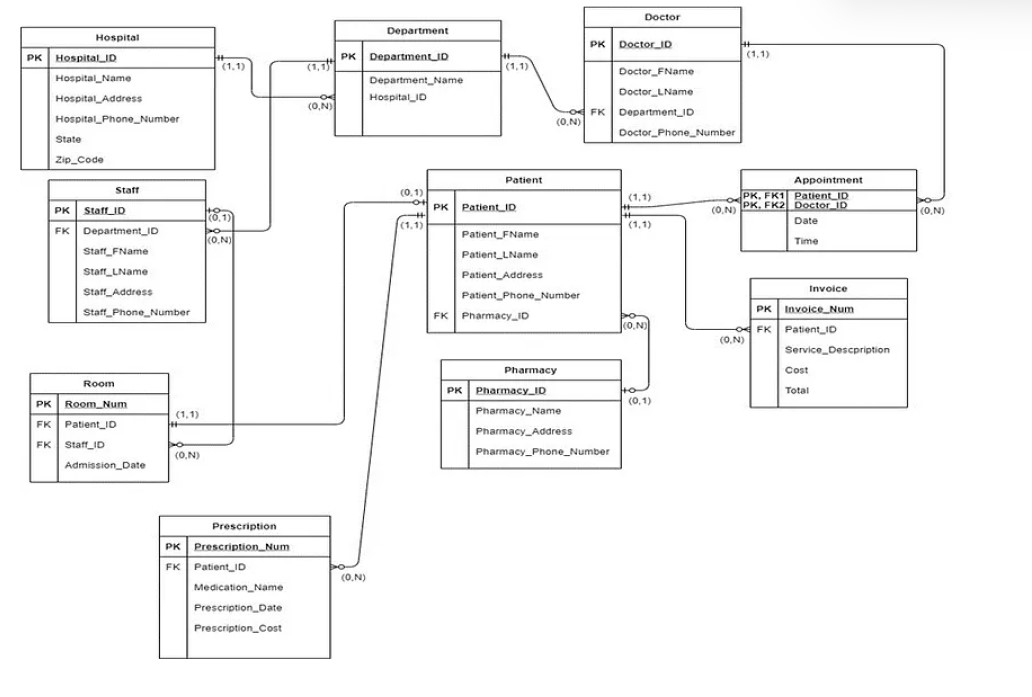 Hospital
PK Hospital_ID
Hospital_Name
Hospital_Address
Hospital_Phone_Number
State
Zip_Code
(1,1)
(0,N)
Department
PK Department_ID
Department_Name
Hospital_ID
(1,1)
(1,1)
(0,N)
Doctor
PK Doctor_ID
Doctor_FName
Doctor_LName
FK Department_ID
Doctor_Phone_Number
(1,1)
(0,N)
Staff
PK Staff_ID
FK Department_ID
Staff_FName
Staff_LName
Staff_Address
Staff_Phone_Number
(0,1)
(0,N)
Patient
PK Patient_ID
Patient_FName
Patient_LName
Patient_Address
Patient_Phone_Number
FK Pharmacy_ID
(0,1)
(1,1)
(1,1)
(1,1)
(0,N)
Appointment
PK, FK1 Patient_ID
PK, FK2 Doctor_ID
Date
Time
(0,N)
Invoice
PK Invoice_Num
FK Patient_ID
Service_Descpription
Cost
Total
(0,N)
Pharmacy
PK Pharmacy_ID
Pharmacy_Name
Pharmacy_Address
Pharmacy_Phone_Number
(0,1)
Room
PK Room_Num
FK Patient_ID
FK Staff_ID
Admission_Date
(1,1)
(0,N)
Prescription
PK Prescription_Num
FK Patient_ID
Medication_Name
Prescription_Date
Prescription_Cost
(0,N)